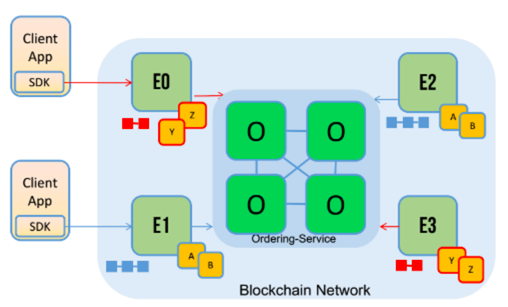 Client
App
SDK
E0
Z
Y
E2
A
B
O
O
O
O
Ordering-Service
Client
App
SDK
E1
A
B
E3
Y
Z
Blockchain Network